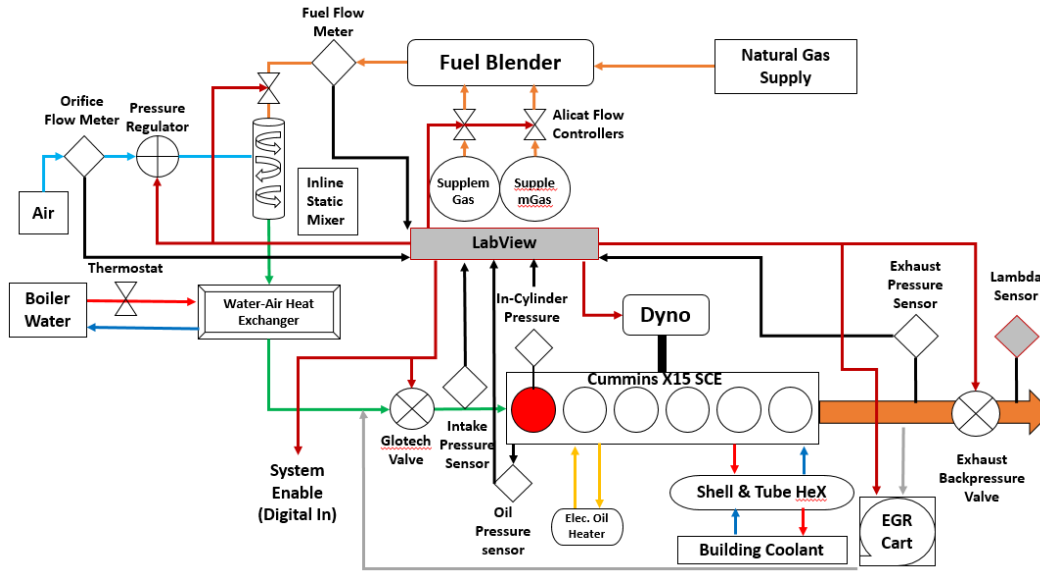 Fuel Flow
Meter
Fuel Blender
Natural Gas
Supply
Orifice
Flow Meter
Pressure
Regulator
Alicat Flow
Controllers
Air
Inline
Static
Mixer
Supplem
Gas
Supple
mGas
LabView
Thermostat
Boiler
Water
Water-Air Heat
Exchanger
In-Cylinder
Pressure
Dyno
Exhaust
Pressure
Sensor
Lambda
Sensor
Cummins X15 SCE
Glotech
Valve
Intake
Pressure
Sensor
System
Enable
(Digital In)
Oil
Pressure
sensor
Elec. Oil
Heater
Shell & Tube HeX
Building Coolant
EGR
Cart
Exhaust
Backpressure
Valve